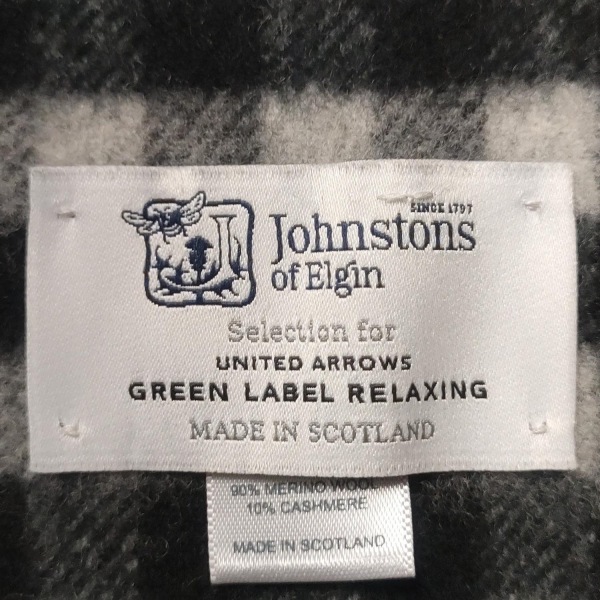 SINCE 1797
J
Johnstons
of Elgin
Selection for
UNITED ARROWS
GREEN LABEL RELAXING
MADE IN SCOTLAND
90% MERINO WOOL
10% CASHMERE
MADE IN SCOTLAND